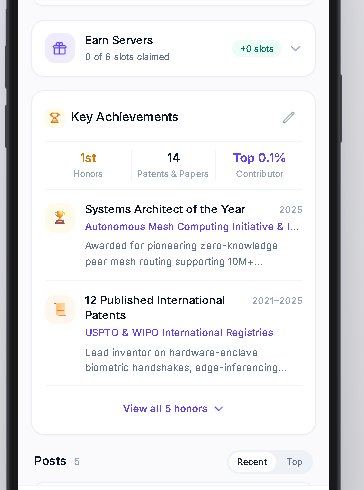 Earn Servers
0 of 6 slots claimed
+0 slots
Key Achievements
1st
Honors
14
Patents & Papers
Top 0.1%
Contributor
Systems Architect of the Year
2025
Autonomous Mesh Computing Initiative & I...
Awarded for pioneering zero-knowledge
peer mesh routing supporting 10M+...
12 Published International
Patents
2021–2025
USPTO & WIPO International Registries
Lead inventor on hardware-enclave
biometric handshakes, edge-inferencing...
View all 5 honors
Posts 5
Recent
Top